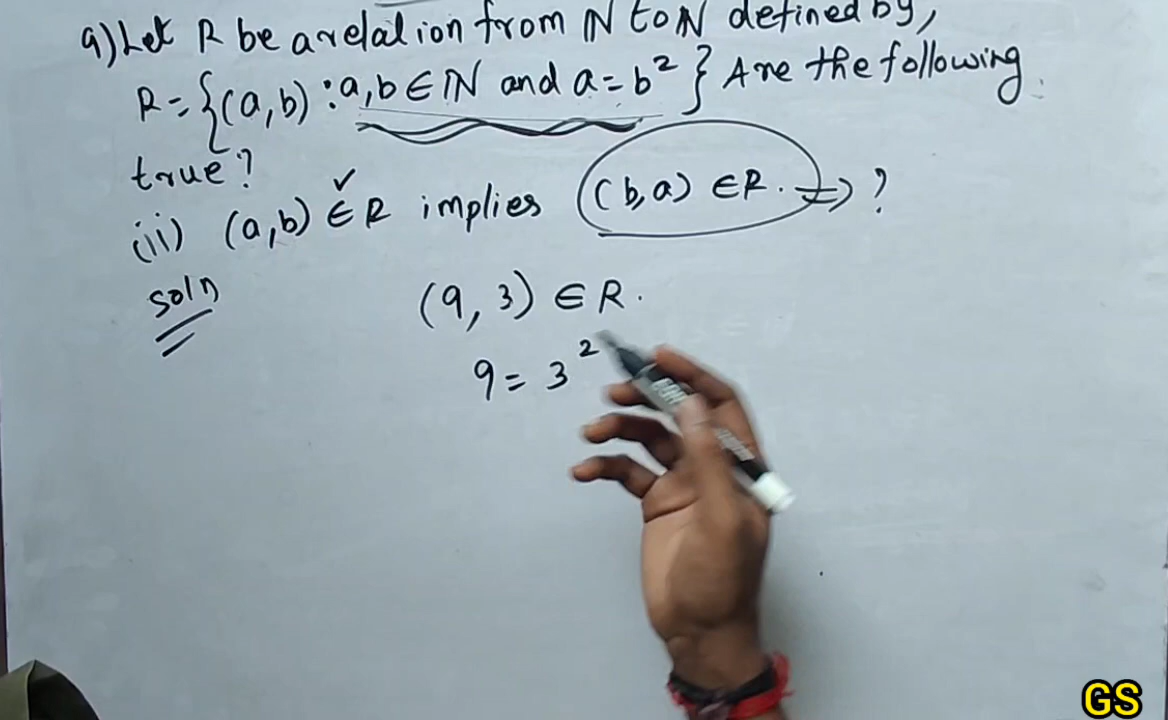 9) Let R be a relation from ℕ to ℕ defined by,
R = {(a,b) : a,b ∈ ℕ and a = b²} Are the following
true?
(ii) (a,b) ∈ R implies (b,a) ∈ R. => ?
soln
(9, 3) ∈ R.
9 = 3²
GS